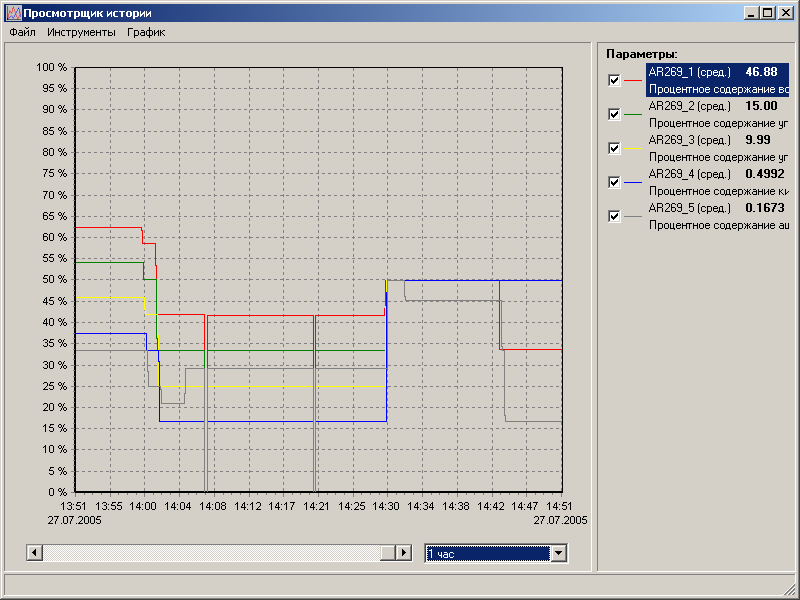 Просмотрщик истории
Файл Инструменты График
100 %
95 %
90 %
85 %
80 %
75 %
70 %
65 %
60 %
55 %
50 %
45 %
40 %
35 %
30 %
25 %
20 %
15 %
10 %
5 %
0 %
13:51 13:55 14:00 14:04 14:08 14:12 14:17 14:21 14:25 14:30 14:34 14:38 14:42 14:47 14:51
27.07.2005 27.07.2005
1 час
Параметры:
AR269_1 (сред.) 46.88
Процентное содержание во
AR269_2 (сред.) 15.00
Процентное содержание уг
AR269_3 (сред.) 9.99
Процентное содержание уг
AR269_4 (сред.) 0.4992
Процентное содержание ки
AR269_5 (сред.) 0.1673
Процентное содержание аш